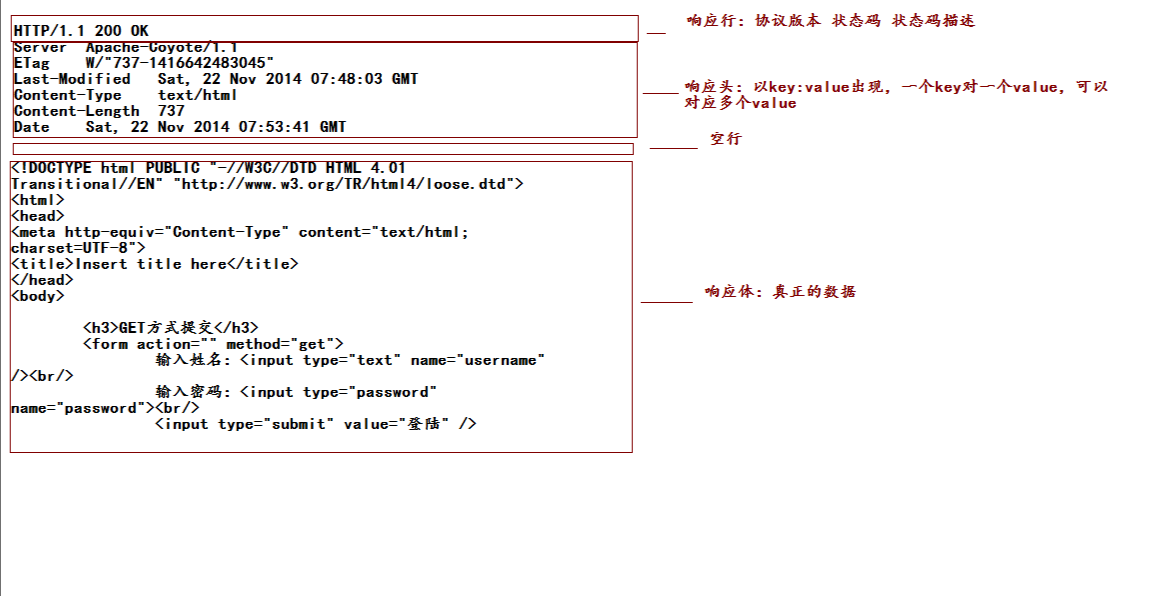 HTTP/1.1 200 OK
响应行：协议版本 状态码 状态码描述
Server Apache-Coyote/1.1
ETag W/"737-1416642483045"
Last-Modified Sat, 22 Nov 2014 07:48:03 GMT
Content-Type text/html
Content-Length 737
Date Sat, 22 Nov 2014 07:53:41 GMT
响应头：以key:value出现，一个key对一个value，可以
对应多个value
空行
<!DOCTYPE html PUBLIC "-//W3C//DTD HTML 4.01
Transitional//EN" "http://www.w3.org/TR/html4/loose.dtd">
<html>
<head>
<meta http-equiv="Content-Type" content="text/html;
charset=UTF-8">
<title>Insert title here</title>
</head>
<body>
<h3>GET方式提交</h3>
<form action="" method="get">
输入姓名：<input type="text" name="username"
/><br/>
输入密码：<input type="password"
name="password"><br/>
<input type="submit" value="登陆" />
响应体：真正的数据